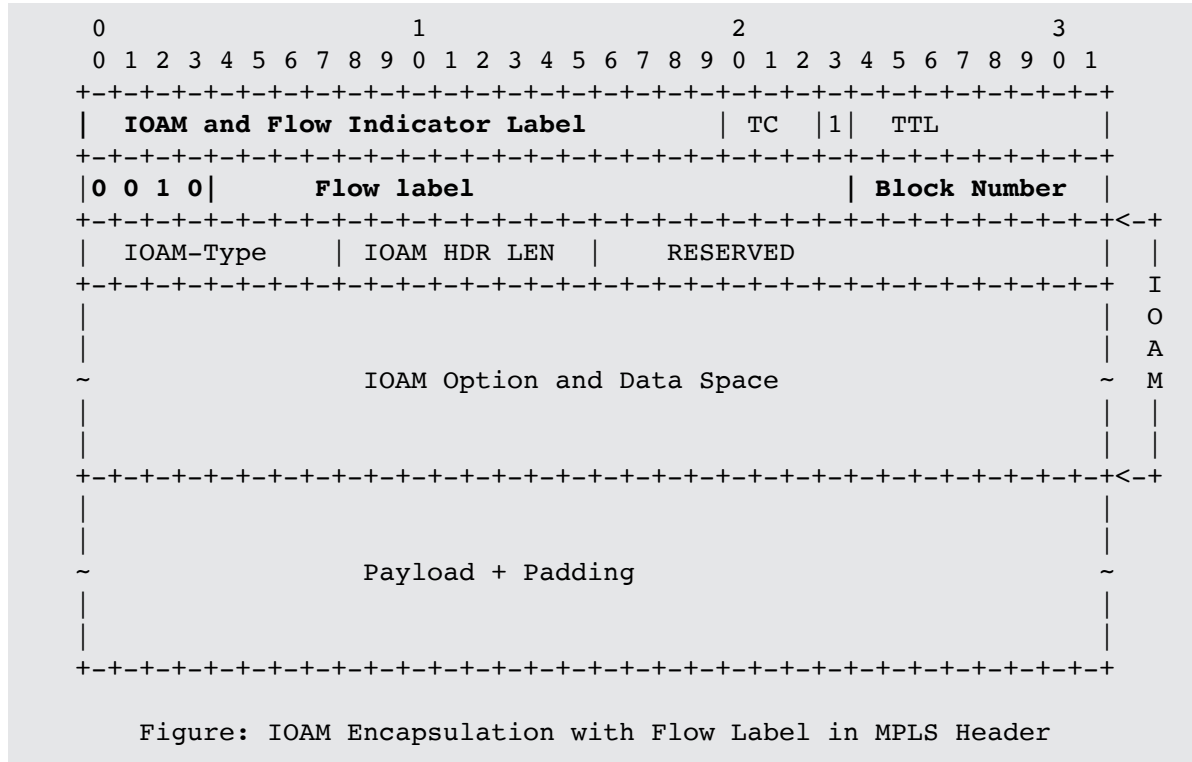 0                   1                   2                   3
 0 1 2 3 4 5 6 7 8 9 0 1 2 3 4 5 6 7 8 9 0 1 2 3 4 5 6 7 8 9 0 1
+-+-+-+-+-+-+-+-+-+-+-+-+-+-+-+-+-+-+-+-+-+-+-+-+-+-+-+-+-+-+-+-+
|  IOAM and Flow Indicator Label        | TC  |1|  TTL          |
+-+-+-+-+-+-+-+-+-+-+-+-+-+-+-+-+-+-+-+-+-+-+-+-+-+-+-+-+-+-+-+-+
|0 0 1 0|      Flow label                       | Block Number  |
+-+-+-+-+-+-+-+-+-+-+-+-+-+-+-+-+-+-+-+-+-+-+-+-+-+-+-+-+-+-+-+-+<-+
|  IOAM-Type    | IOAM HDR LEN  |    RESERVED                   |  |
+-+-+-+-+-+-+-+-+-+-+-+-+-+-+-+-+-+-+-+-+-+-+-+-+-+-+-+-+-+-+-+-+  I
|                                                               |  O
|                                                               |  A
~                 IOAM Option and Data Space                    ~  M
|                                                               |  |
|                                                               |  |
+-+-+-+-+-+-+-+-+-+-+-+-+-+-+-+-+-+-+-+-+-+-+-+-+-+-+-+-+-+-+-+-+<-+
|                                                               |
|                                                               |
~                 Payload + Padding                             ~
|                                                               |
|                                                               |
+-+-+-+-+-+-+-+-+-+-+-+-+-+-+-+-+-+-+-+-+-+-+-+-+-+-+-+-+-+-+-+-+
Figure: IOAM Encapsulation with Flow Label in MPLS Header